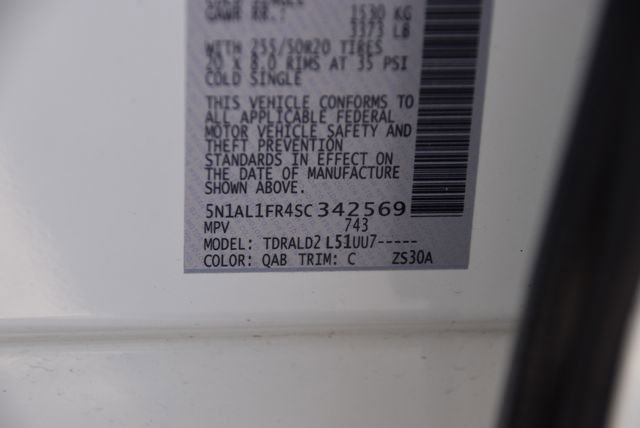 GAWR RR.: 1530 KG
3373 LB
WITH 255/50R20 TIRES
20 X 8.0 RIMS AT 35 PSI
COLD SINGLE
THIS VEHICLE CONFORMS TO
ALL APPLICABLE FEDERAL
MOTOR VEHICLE SAFETY AND
THEFT PREVENTION
STANDARDS IN EFFECT ON
THE DATE OF MANUFACTURE
SHOWN ABOVE.
5N1AL1FR4SC342569
MPV 743
MODEL: TDRALD2 L51UU7-----
COLOR: QAB TRIM: C ZS30A